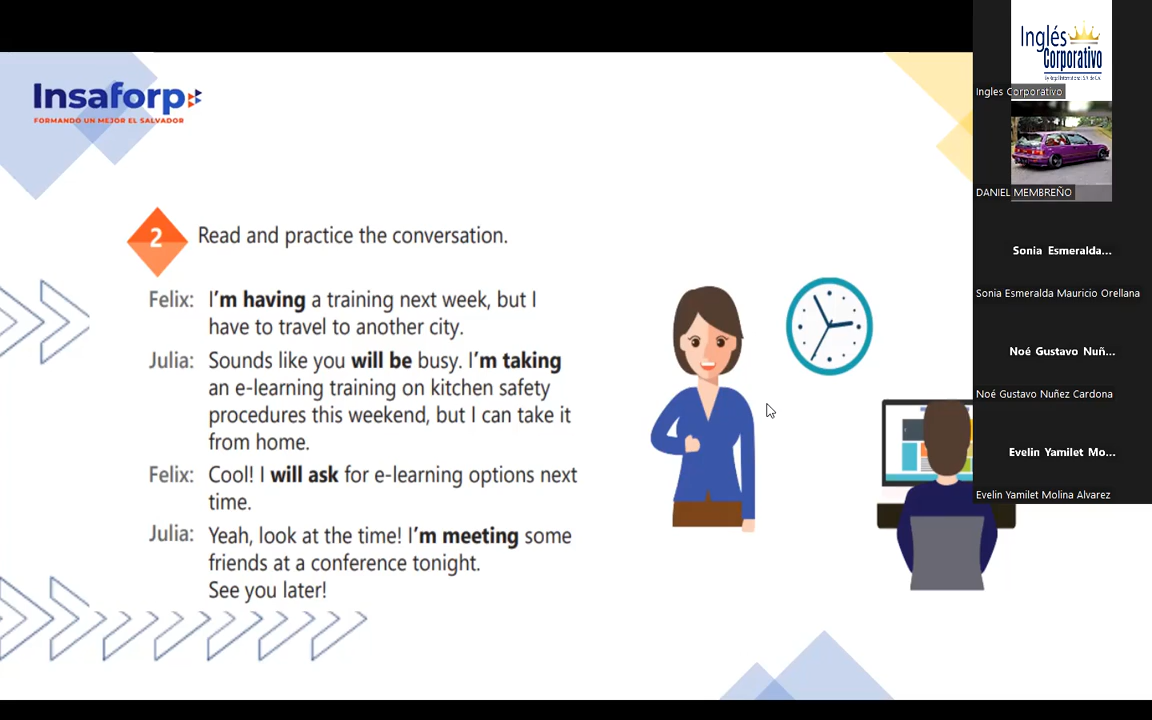 Insaforp
FORMANDO UN MEJOR EL SALVADOR
2
Read and practice the conversation.
Felix: I'm having a training next week, but I
have to travel to another city.
Julia: Sounds like you will be busy. I'm taking
an e-learning training on kitchen safety
procedures this weekend, but I can take it
from home.
Felix: Cool! I will ask for e-learning options next
time.
Julia: Yeah, look at the time! I'm meeting some
friends at a conference tonight.
See you later!
Inglés
Corporativo
Ingles Corporativo
DANIEL MEMBREÑO
Sonia Esmeralda...
Sonia Esmeralda Mauricio Orellana
Noé Gustavo Nuñ...
Noé Gustavo Nuñez Cardona
Evelin Yamilet Mo...
Evelin Yamilet Molina Alvarez